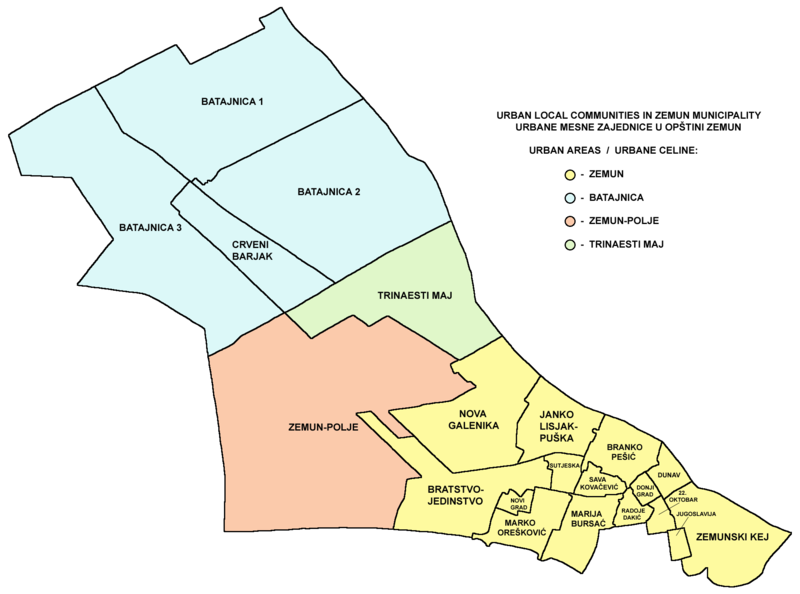 URBAN LOCAL COMMUNITIES IN ZEMUN MUNICIPALITY
URBANE MESNE ZAJEDNICE U OPŠTINI ZEMUN
URBAN AREAS / URBANE CELINE:
- ZEMUN
- BATAJNICA
- ZEMUN-POLJE
- TRINAESTI MAJ
BATAJNICA 1
BATAJNICA 2
BATAJNICA 3
CRVENI
BARJAK
TRINAESTI MAJ
ZEMUN-POLJE
NOVA
GALENIKA
JANKO
LISJAK-
PUŠKA
BRANKO
PEŠIĆ
SUTJESKA
DUNAV
SAVA
KOVAČEVIĆ
BRATSTVO-
JEDINSTVO
DONJI
GRAD
22.
OKTOBAR
NOVI
GRAD
RADOJE
DAKIĆ
JUGOSLAVIJA
MARIJA
BURSAĆ
MARKO
OREŠKOVIĆ
ZEMUNSKI KEJ